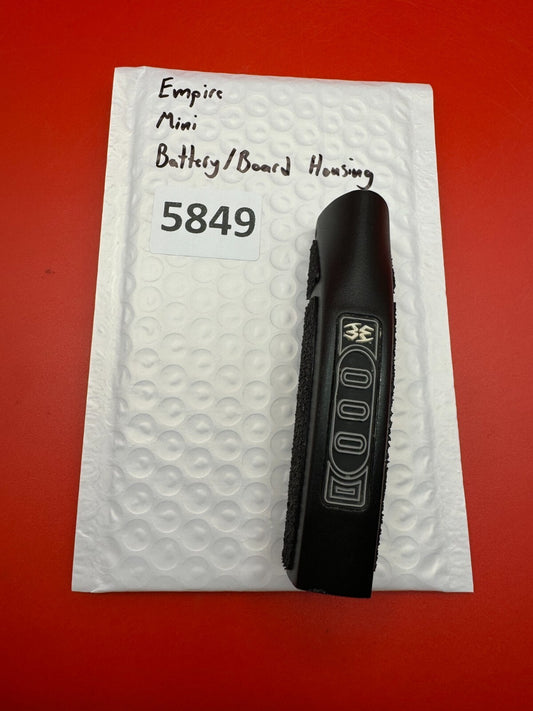 Empire
Mini
Battery/Board Housing
5849